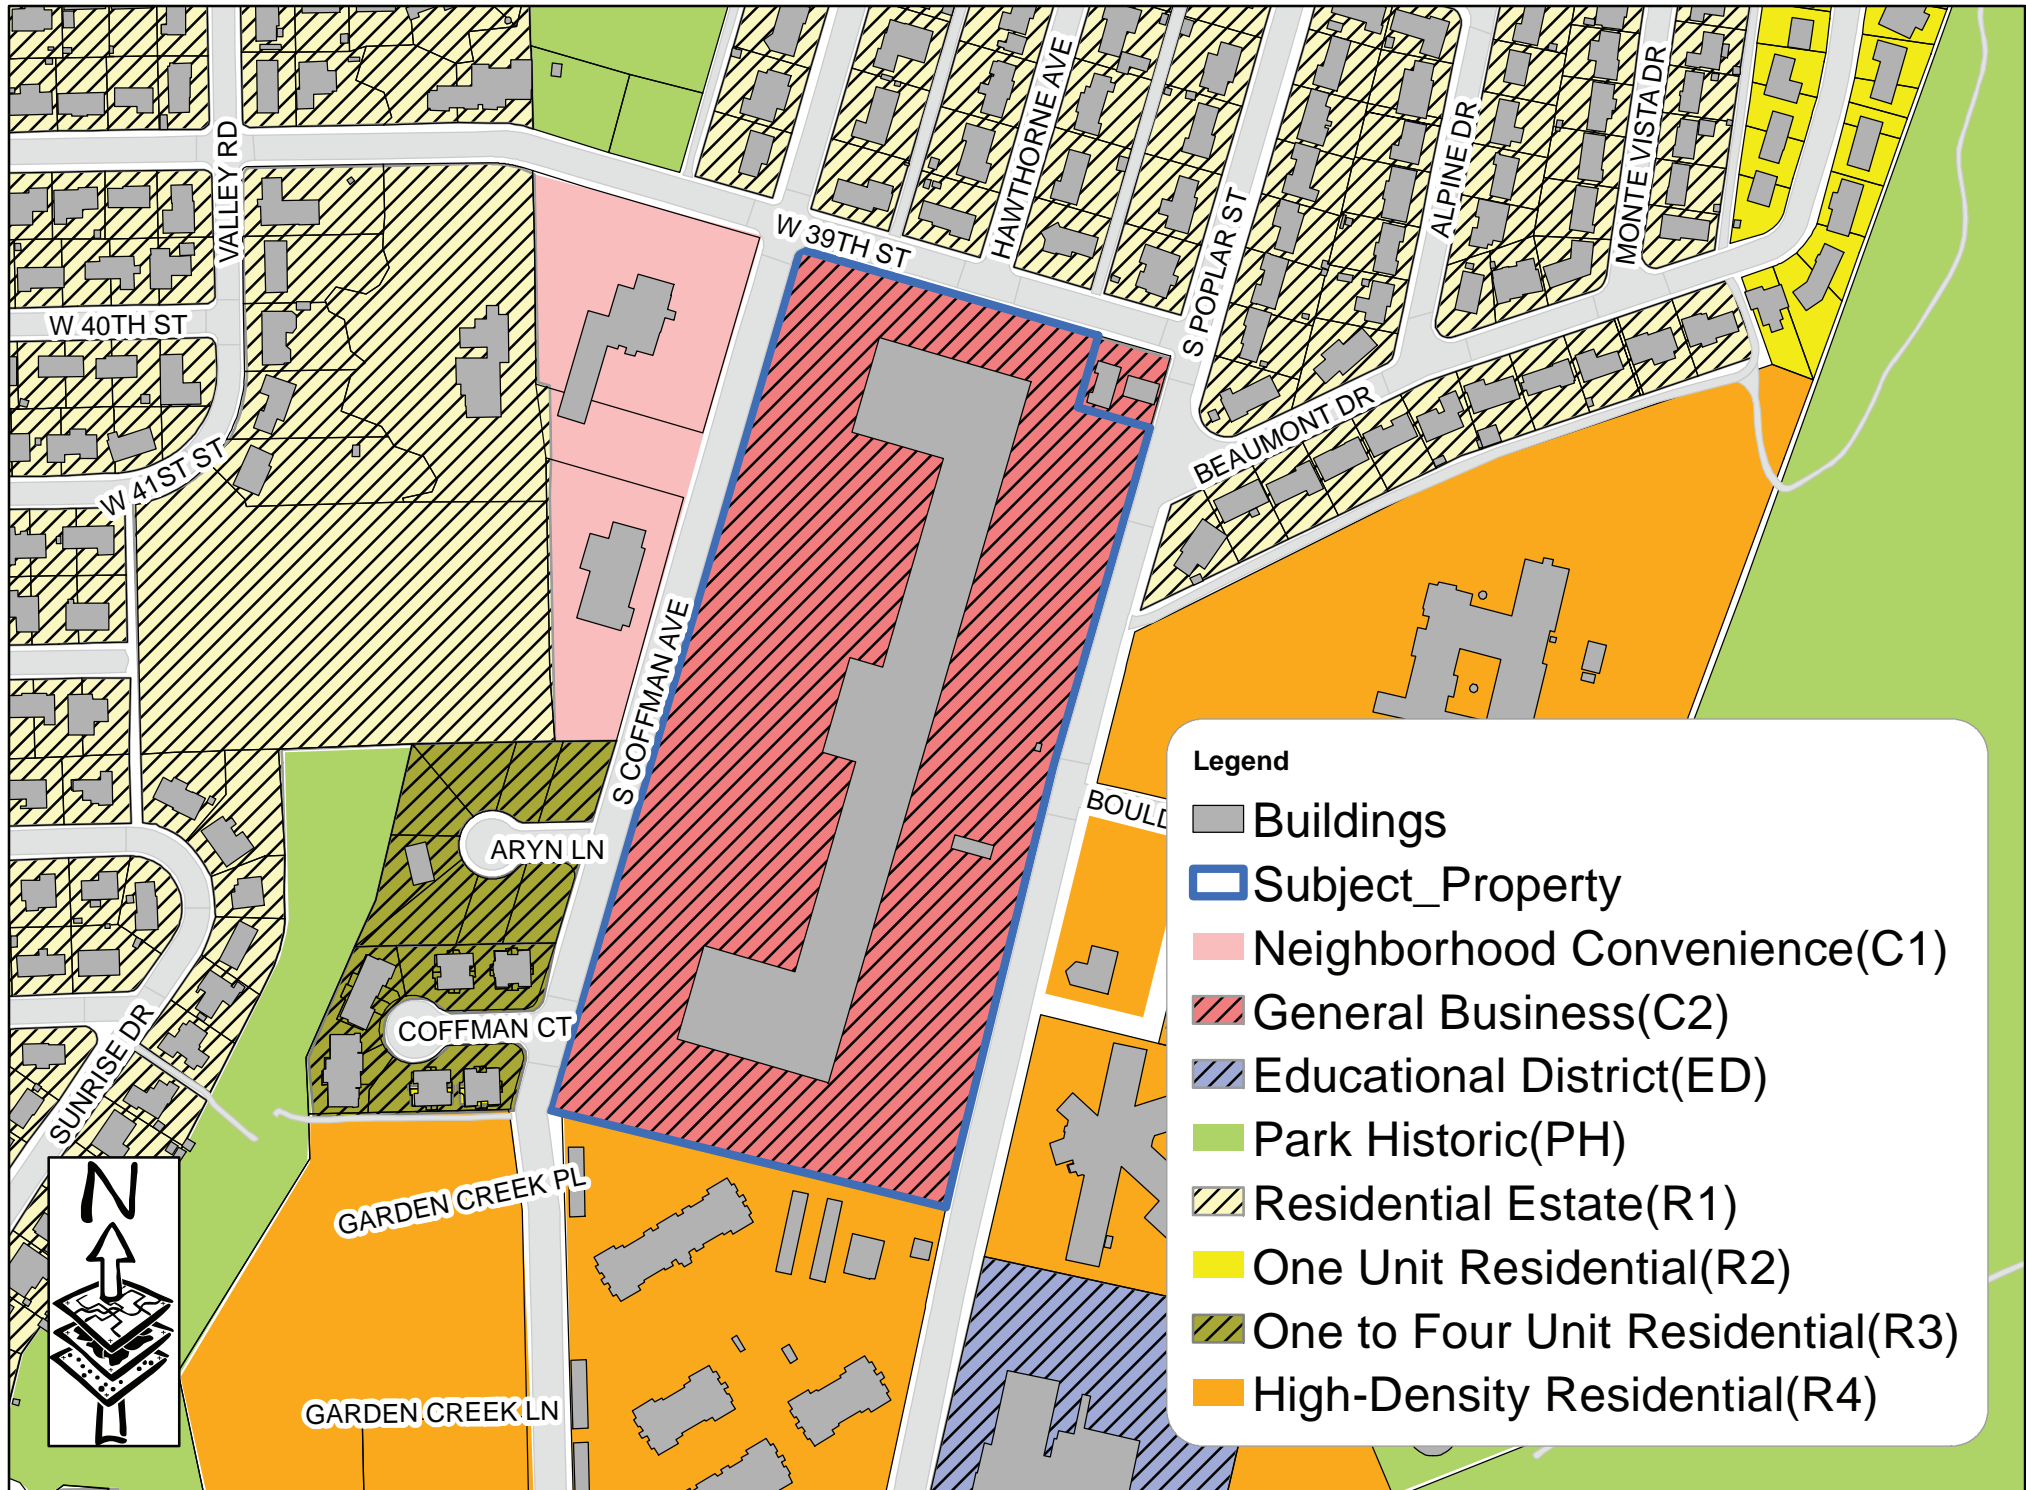 HAWTHORNE AVE
MONTE VISTA DR
ALPINE DR
VALLEY RD
W 39TH ST
S POPLAR ST
W 40TH ST
BEAUMONT DR
W 41ST ST
S COFFMAN AVE
BOULD
ARYN LN
COFFMAN CT
SUNRISE DR
GARDEN CREEK PL
GARDEN CREEK LN
N
Legend
Buildings
Subject_Property
Neighborhood Convenience(C1)
General Business(C2)
Educational District(ED)
Park Historic(PH)
Residential Estate(R1)
One Unit Residential(R2)
One to Four Unit Residential(R3)
High-Density Residential(R4)